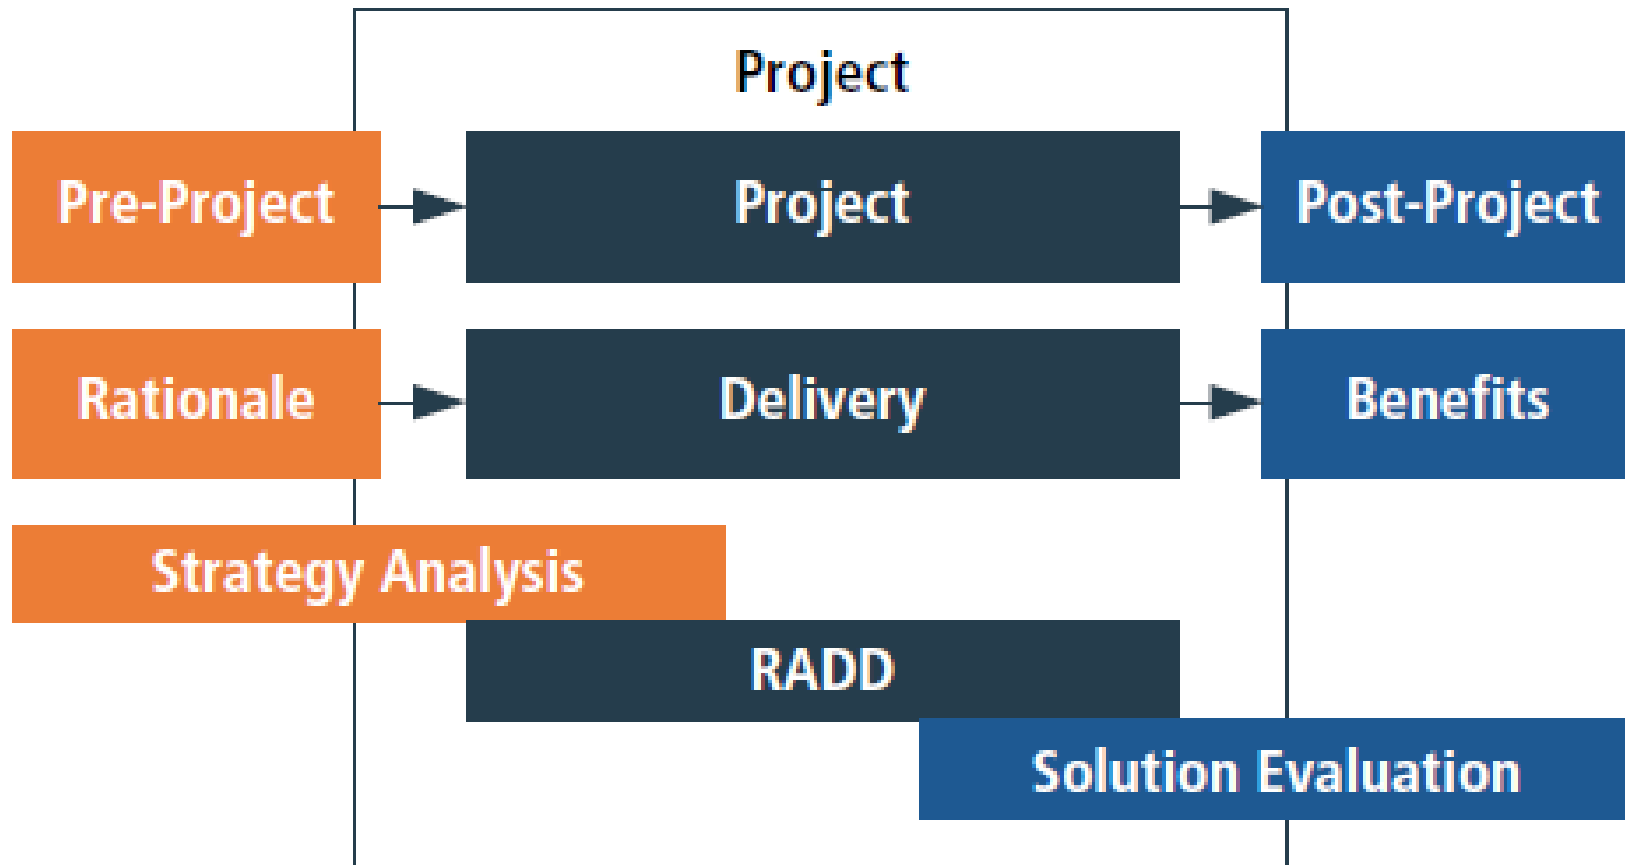 Project
Pre-Project
Project
Post-Project
Rationale
Delivery
Benefits
Strategy Analysis
RADD
Solution Evaluation